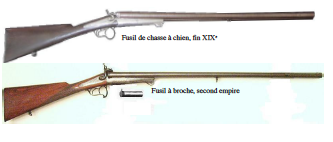 Fusil de chasse à chien, fin XIXᵉ
Fusil à broche, second empire